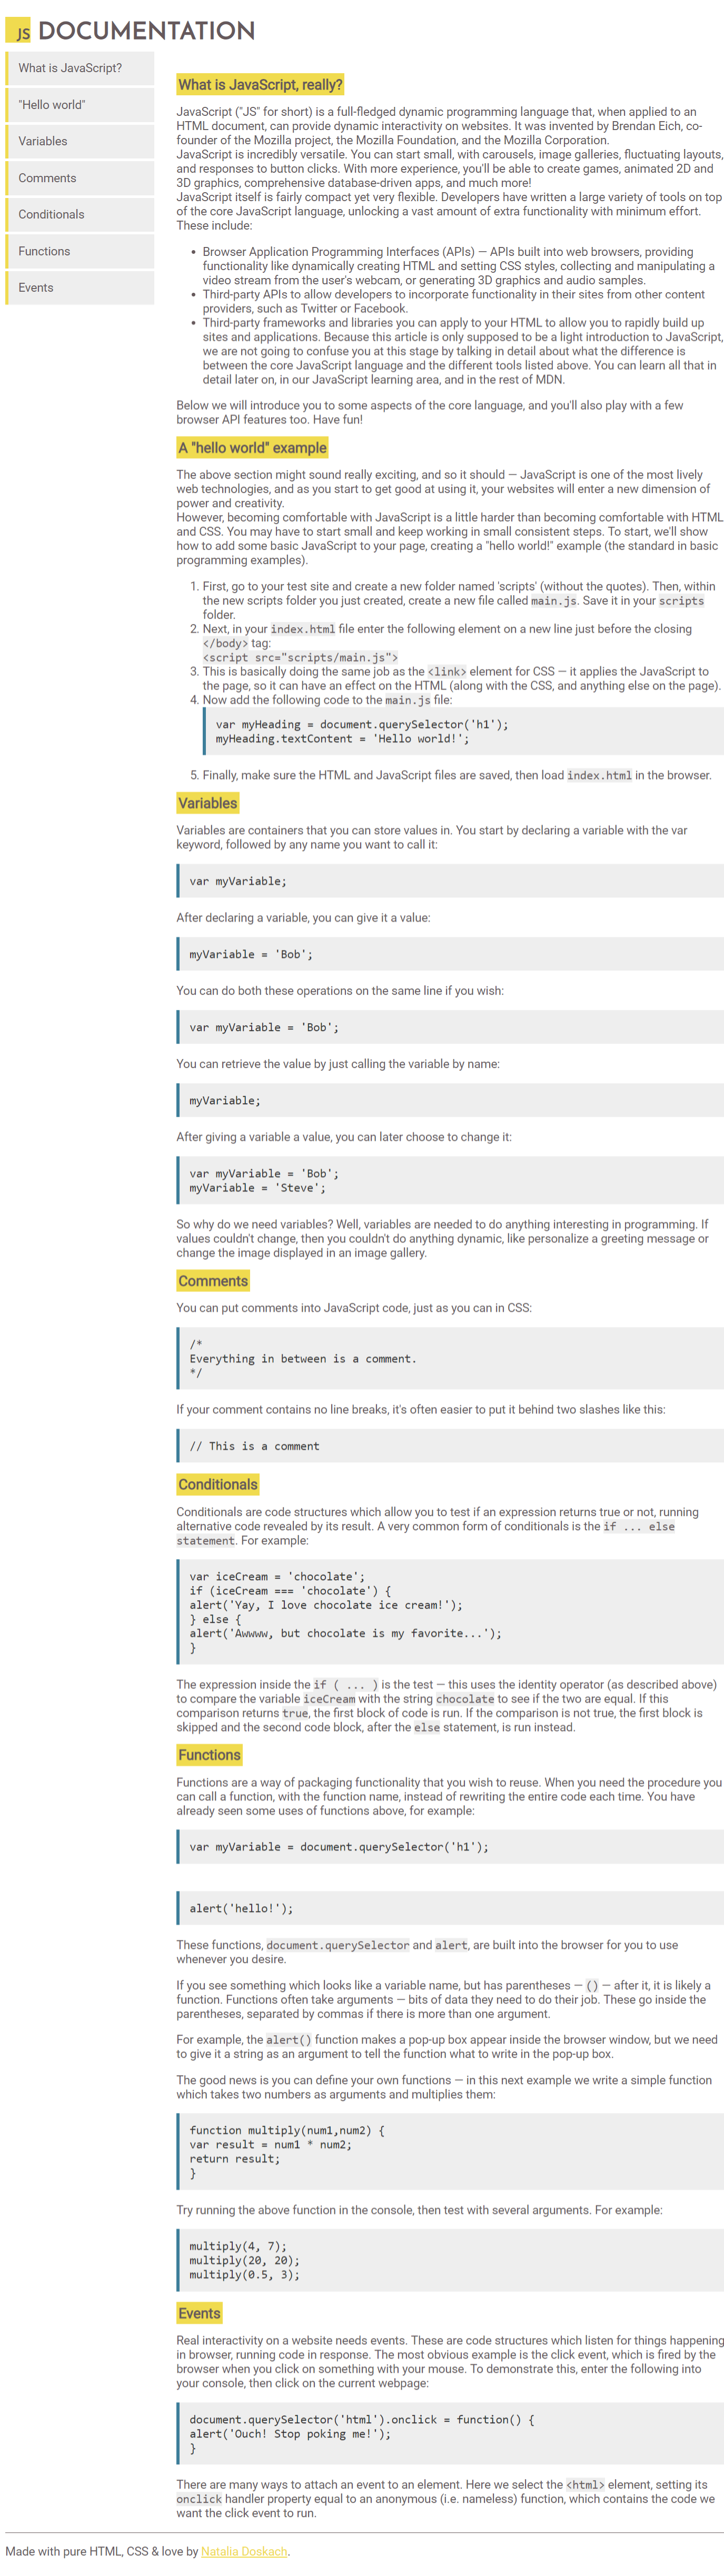 JS DOCUMENTATION
What is JavaScript?
"Hello world"
Variables
Comments
Conditionals
Functions
Events
What is JavaScript, really?
JavaScript ("JS" for short) is a full-fledged dynamic programming language that, when applied to an
HTML document, can provide dynamic interactivity on websites. It was invented by Brendan Eich, co-
founder of the Mozilla project, the Mozilla Foundation, and the Mozilla Corporation.
JavaScript is incredibly versatile. You can start small, with carousels, image galleries, fluctuating layouts,
and responses to button clicks. With more experience, you'll be able to create games, animated 2D and
3D graphics, comprehensive database-driven apps, and much more!
JavaScript itself is fairly compact yet very flexible. Developers have written a large variety of tools on top
of the core JavaScript language, unlocking a vast amount of extra functionality with minimum effort.
These include:
• Browser Application Programming Interfaces (APIs) — APIs built into web browsers, providing
functionality like dynamically creating HTML and setting CSS styles, collecting and manipulating a
video stream from the user's webcam, or generating 3D graphics and audio samples.
• Third-party APIs to allow developers to incorporate functionality in their sites from other content
providers, such as Twitter or Facebook.
• Third-party frameworks and libraries you can apply to your HTML to allow you to rapidly build up
sites and applications. Because this article is only supposed to be a light introduction to JavaScript,
we are not going to confuse you at this stage by talking in detail about what the difference is
between the core JavaScript language and the different tools listed above. You can learn all that in
detail later on, in our JavaScript learning area, and in the rest of MDN.
Below we will introduce you to some aspects of the core language, and you'll also play with a few
browser API features too. Have fun!
A "hello world" example
The above section might sound really exciting, and so it should — JavaScript is one of the most lively
web technologies, and as you start to get good at using it, your websites will enter a new dimension of
power and creativity.
However, becoming comfortable with JavaScript is a little harder than becoming comfortable with HTML
and CSS. You may have to start small and keep working in small consistent steps. To start, we'll show
how to add some basic JavaScript to your page, creating a "hello world!" example (the standard in basic
programming examples).
1. First, go to your test site and create a new folder named 'scripts' (without the quotes). Then, within
the new scripts folder you just created, create a new file called main.js. Save it in your scripts
folder.
2. Next, in your index.html file enter the following element on a new line just before the closing
</body> tag:
<script src="scripts/main.js">
3. This is basically doing the same job as the <link> element for CSS — it applies the JavaScript to
the page, so it can have an effect on the HTML (along with the CSS, and anything else on the page).
4. Now add the following code to the main.js file:
var myHeading = document.querySelector('h1');
myHeading.textContent = 'Hello world!';
5. Finally, make sure the HTML and JavaScript files are saved, then load index.html in the browser.
Variables
Variables are containers that you can store values in. You start by declaring a variable with the var
keyword, followed by any name you want to call it:
var myVariable;
After declaring a variable, you can give it a value:
myVariable = 'Bob';
You can do both these operations on the same line if you wish:
var myVariable = 'Bob';
You can retrieve the value by just calling the variable by name:
myVariable;
After giving a variable a value, you can later choose to change it:
var myVariable = 'Bob';
myVariable = 'Steve';
So why do we need variables? Well, variables are needed to do anything interesting in programming. If
values couldn't change, then you couldn't do anything dynamic, like personalize a greeting message or
change the image displayed in an image gallery.
Comments
You can put comments into JavaScript code, just as you can in CSS:
/*
Everything in between is a comment.
*/
If your comment contains no line breaks, it's often easier to put it behind two slashes like this:
// This is a comment
Conditionals
Conditionals are code structures which allow you to test if an expression returns true or not, running
alternative code revealed by its result. A very common form of conditionals is the if ... else
statement. For example:
var iceCream = 'chocolate';
if (iceCream === 'chocolate') {
alert('Yay, I love chocolate ice cream!');
} else {
alert('Awwww, but chocolate is my favorite...');
}
The expression inside the if ( ... ) is the test — this uses the identity operator (as described above)
to compare the variable iceCream with the string chocolate to see if the two are equal. If this
comparison returns true, the first block of code is run. If the comparison is not true, the first block is
skipped and the second code block, after the else statement, is run instead.
Functions
Functions are a way of packaging functionality that you wish to reuse. When you need the procedure you
can call a function, with the function name, instead of rewriting the entire code each time. You have
already seen some uses of functions above, for example:
var myVariable = document.querySelector('h1');
alert('hello!');
These functions, document.querySelector and alert, are built into the browser for you to use
whenever you desire.
If you see something which looks like a variable name, but has parentheses — () — after it, it is likely a
function. Functions often take arguments — bits of data they need to do their job. These go inside the
parentheses, separated by commas if there is more than one argument.
For example, the alert() function makes a pop-up box appear inside the browser window, but we need
to give it a string as an argument to tell the function what to write in the pop-up box.
The good news is you can define your own functions — in this next example we write a simple function
which takes two numbers as arguments and multiplies them:
function multiply(num1,num2) {
var result = num1 * num2;
return result;
}
Try running the above function in the console, then test with several arguments. For example:
multiply(4, 7);
multiply(20, 20);
multiply(0.5, 3);
Events
Real interactivity on a website needs events. These are code structures which listen for things happening
in browser, running code in response. The most obvious example is the click event, which is fired by the
browser when you click on something with your mouse. To demonstrate this, enter the following into
your console, then click on the current webpage:
document.querySelector('html').onclick = function() {
alert('Ouch! Stop poking me!');
}
There are many ways to attach an event to an element. Here we select the <html> element, setting its
onclick handler property equal to an anonymous (i.e. nameless) function, which contains the code we
want the click event to run.
Made with pure HTML, CSS & love by Natalia Doskach.